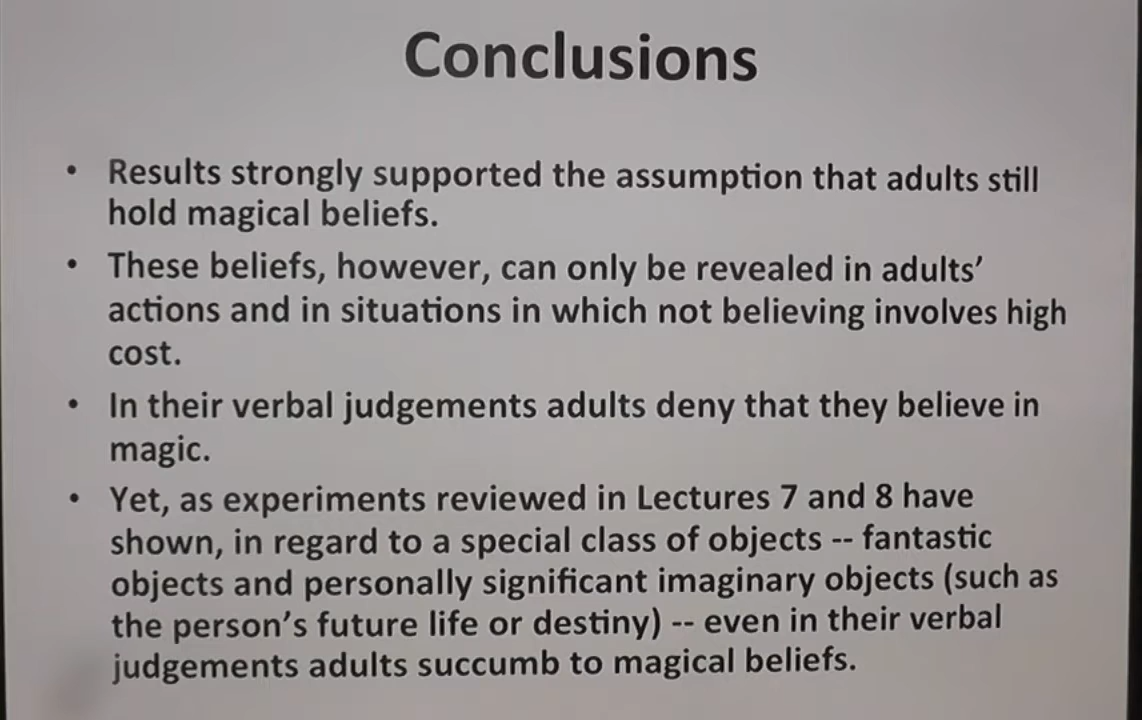 Conclusions
• Results strongly supported the assumption that adults still
hold magical beliefs.
• These beliefs, however, can only be revealed in adults’
actions and in situations in which not believing involves high
cost.
• In their verbal judgements adults deny that they believe in
magic.
• Yet, as experiments reviewed in Lectures 7 and 8 have
shown, in regard to a special class of objects -- fantastic
objects and personally significant imaginary objects (such as
the person’s future life or destiny) -- even in their verbal
judgements adults succumb to magical beliefs.